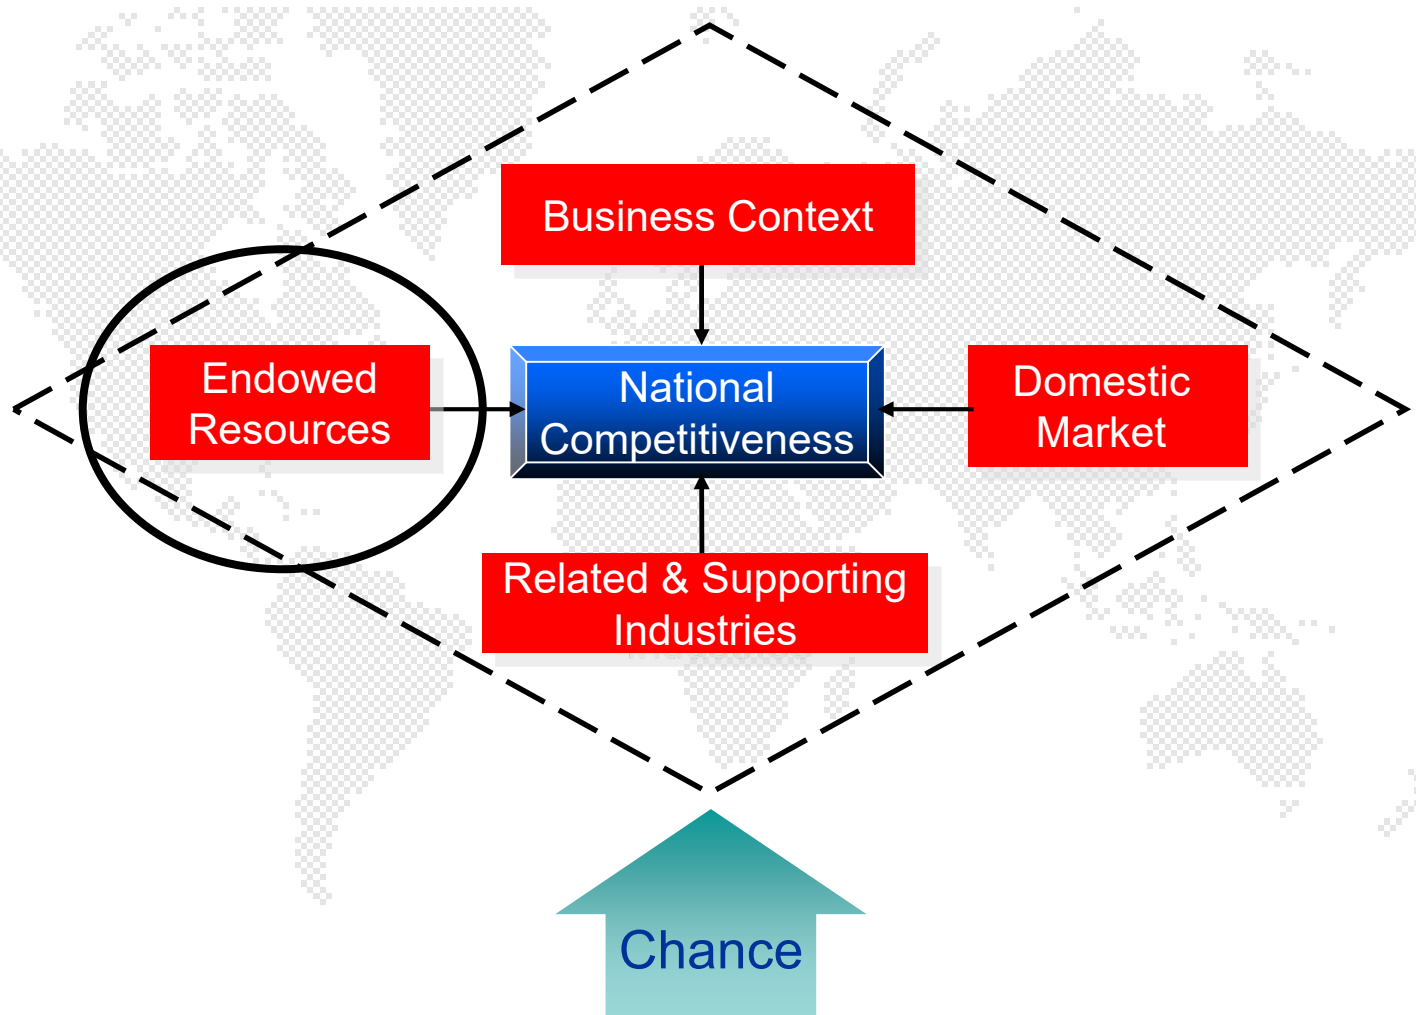 Business Context
Endowed
Resources
National
Competitiveness
Domestic
Market
Related & Supporting
Industries
Chance